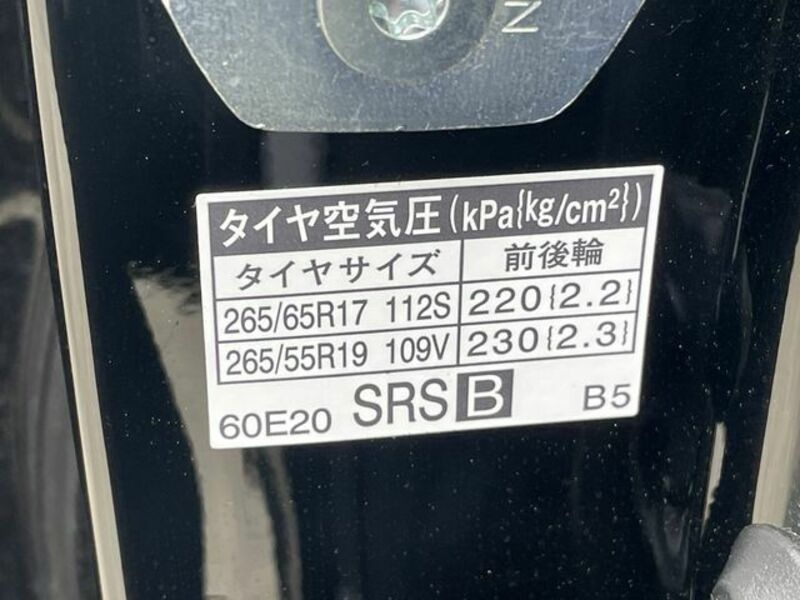 Z
タイヤ空気圧(kPa{kg/cm²})
タイヤサイズ 前後輪
265/65R17 112S 220{2.2}
265/55R19 109V 230{2.3}
60E20 SRS B B5